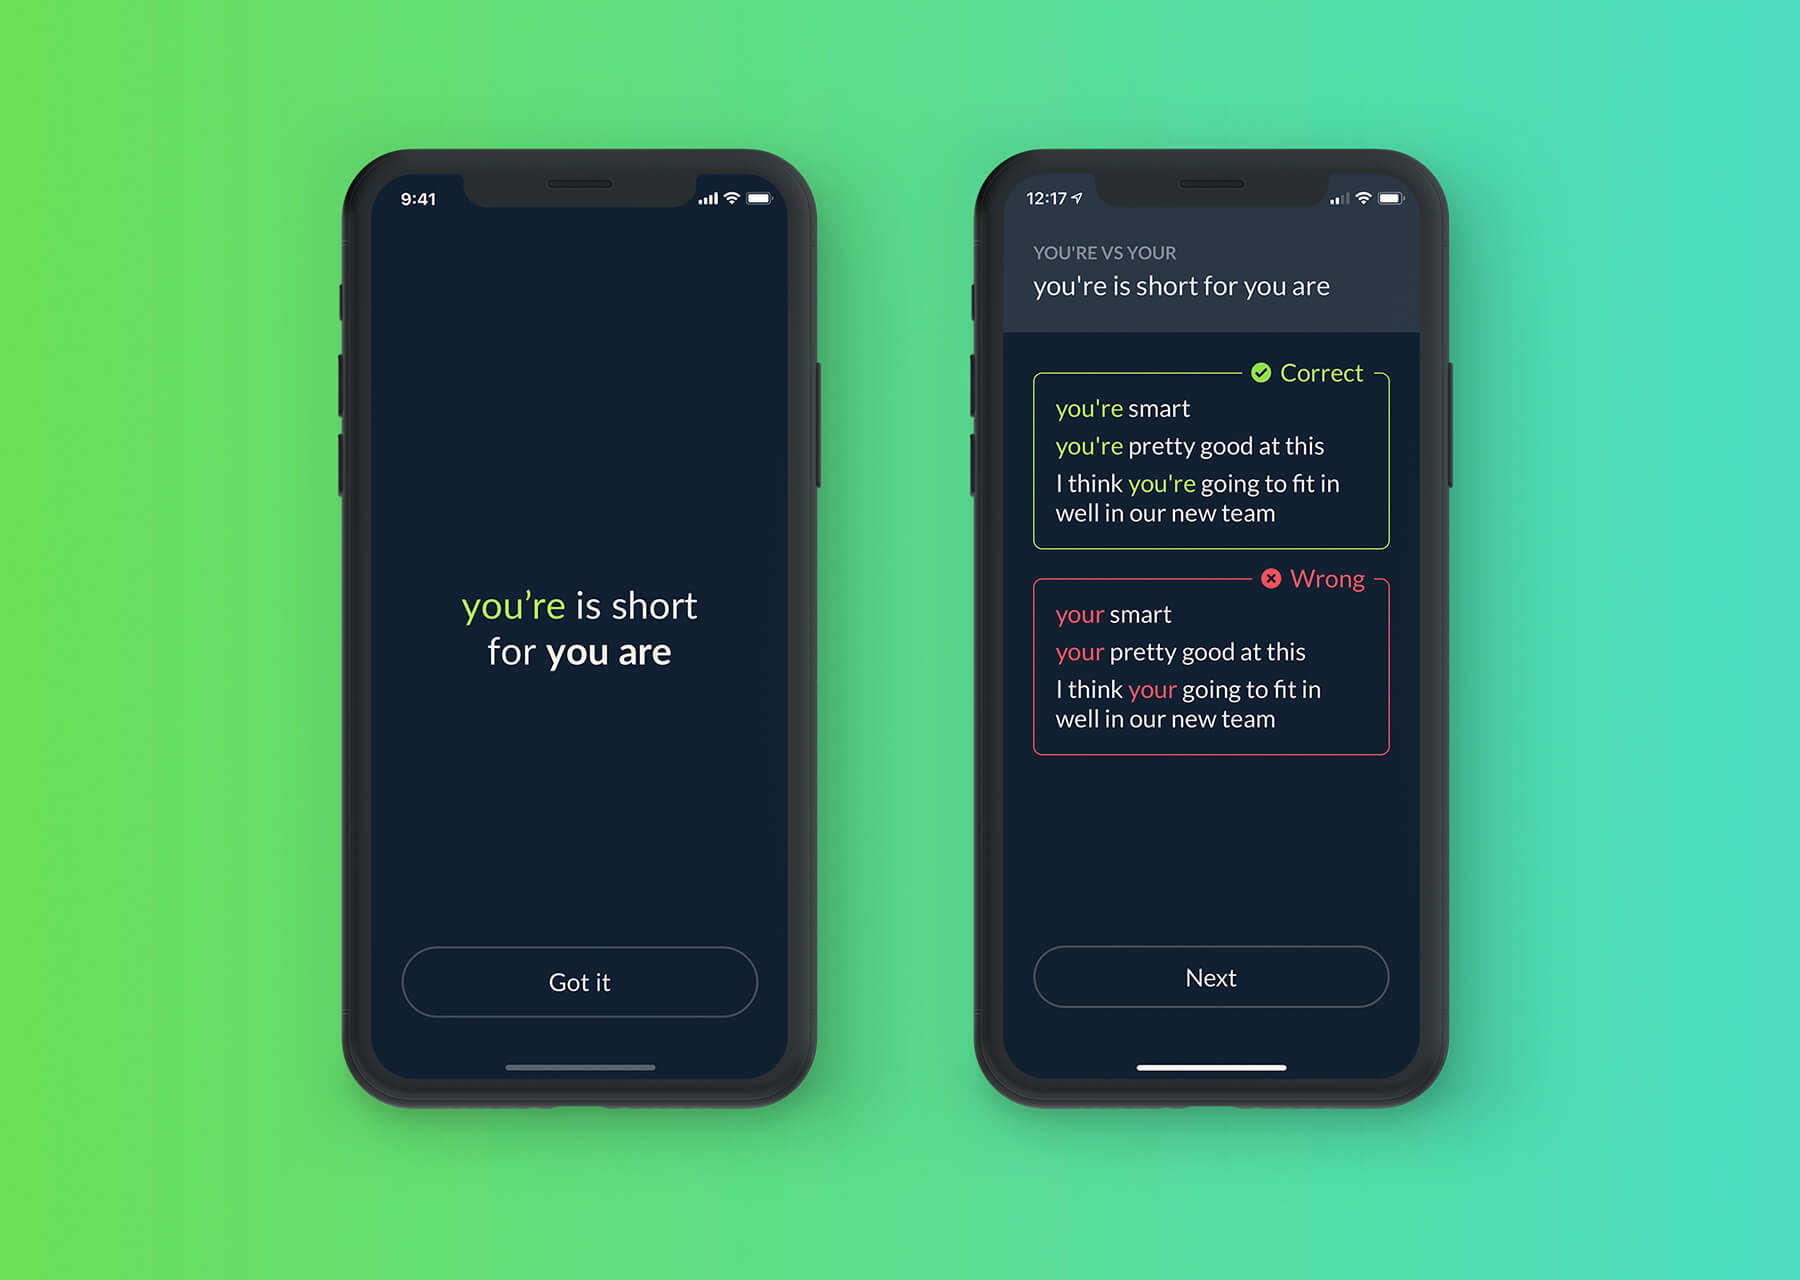 9:41
you’re is short
for you are
Got it
12:17
YOU'RE VS YOUR
you're is short for you are
Correct
you're smart
you're pretty good at this
I think you're going to fit in
well in our new team
Wrong
your smart
your pretty good at this
I think your going to fit in
well in our new team
Next